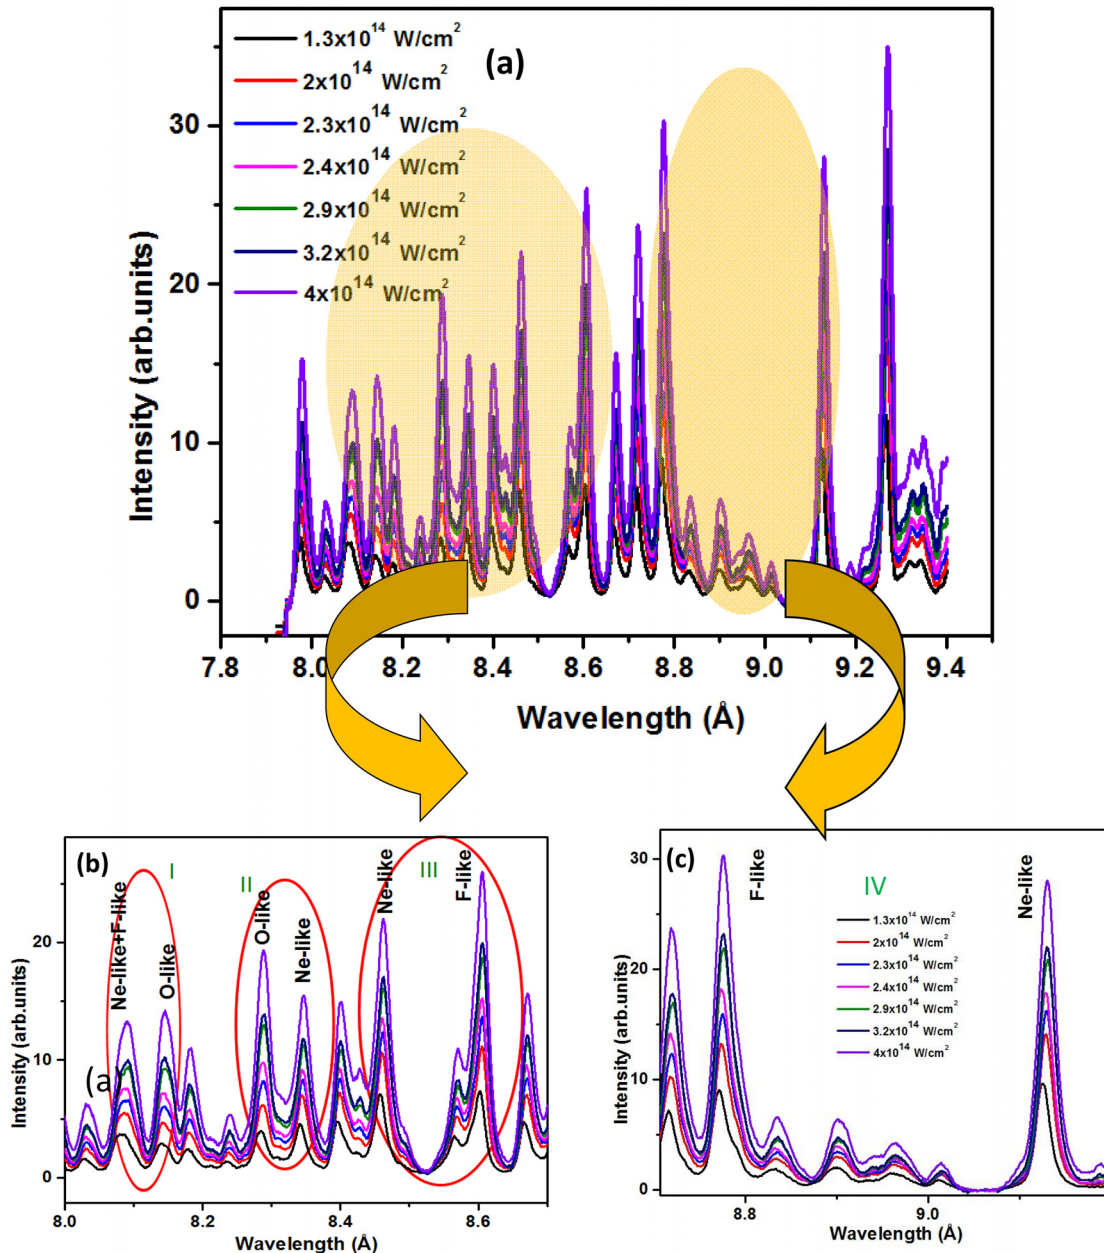 1.3x10^14 W/cm^2
(a)
2x10^14 W/cm^2
2.3x10^14 W/cm^2
2.4x10^14 W/cm^2
2.9x10^14 W/cm^2
3.2x10^14 W/cm^2
4x10^14 W/cm^2
Intensity (arb.units)
30
20
10
0
7.8 8.0 8.2 8.4 8.6 8.8 9.0 9.2 9.4
Wavelength (Å)
(b)
I
II
III
Ne-like+F-like
O-like
O-like
Ne-like
Ne-like
F-like
(a
Intensity (arb.units)
20
10
0
8.0 8.2 8.4 8.6
Wavelength (Å)
(c)
F-like
IV
Ne-like
1.3x10^14 W/cm^2
2x10^14 W/cm^2
2.3x10^14 W/cm^2
2.4x10^14 W/cm^2
2.9x10^14 W/cm^2
3.2x10^14 W/cm^2
4x10^14 W/cm^2
Intensity (arb.units)
30
20
10
0
8.8 9.0
Wavelength (Å)